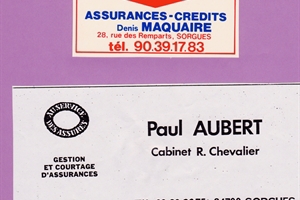 ASSURANCES - CREDITS
Denis MAQUAIRE
28, rue des Remparts, SORGUES
tél. 90.39.17.83
AU SERVICE
DES ASSURES
Paul AUBERT
Cabinet R. Chevalier
GESTION
ET COURTAGE
D'ASSURANCES
SORGUES